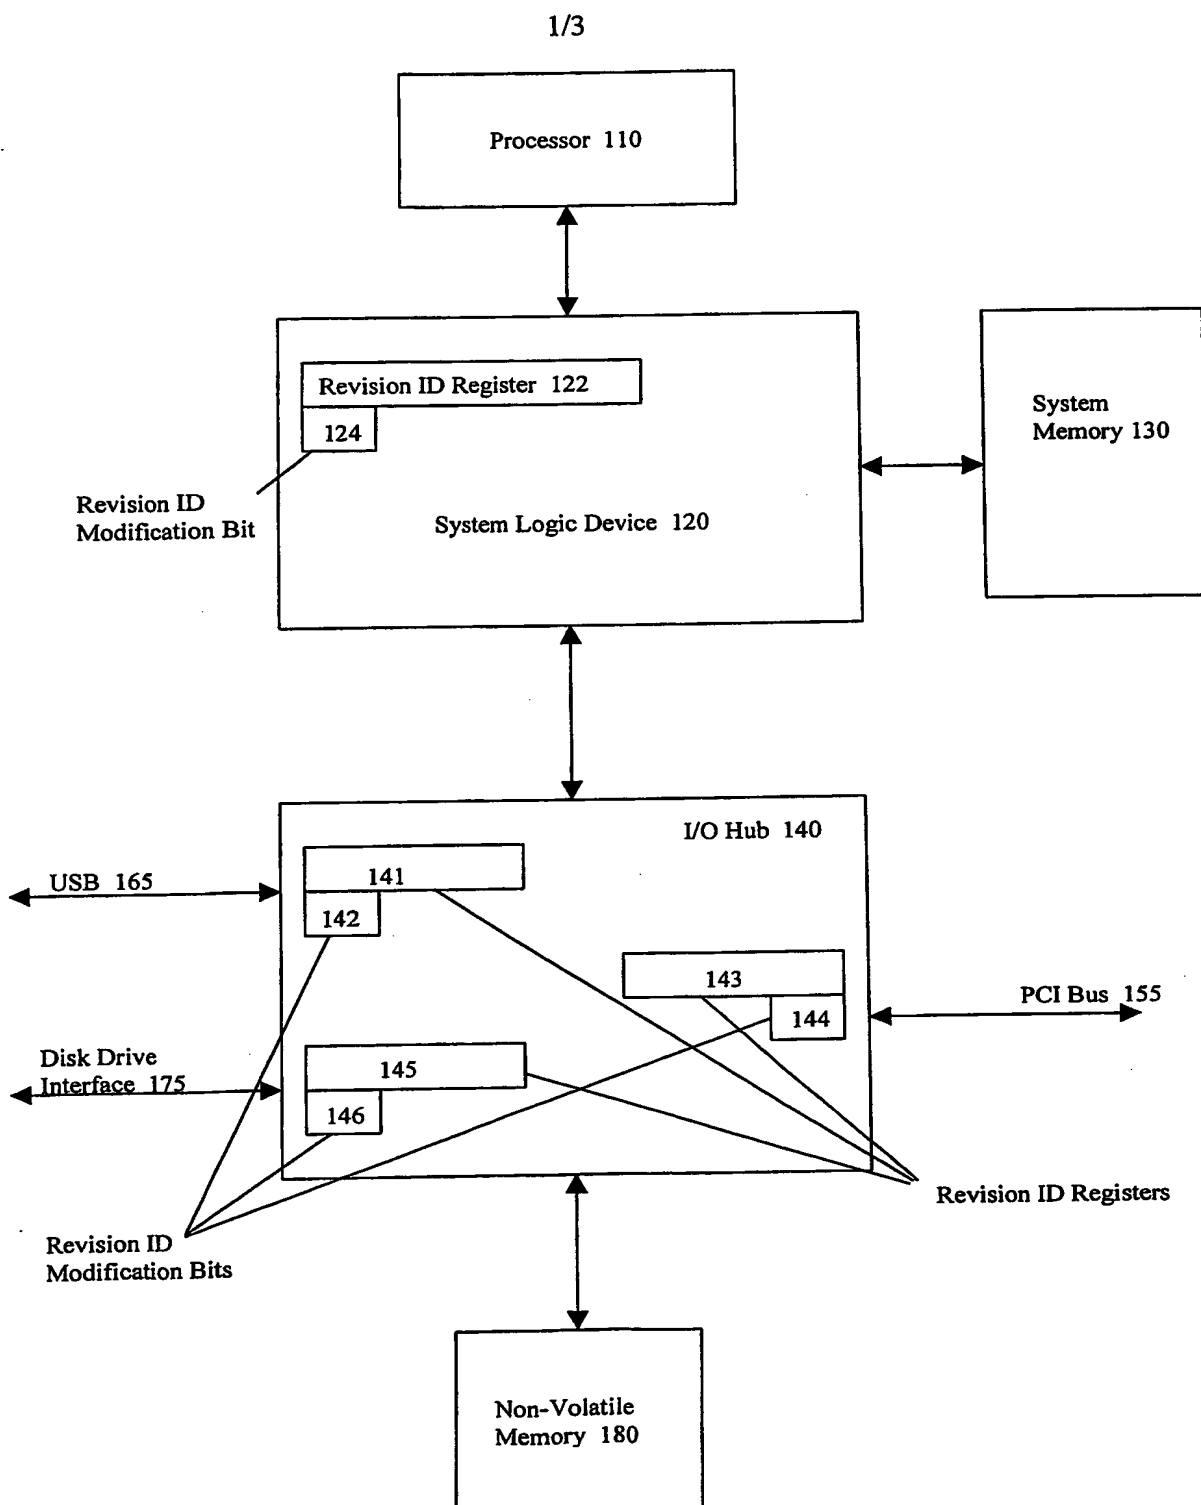 1/3
Processor 110
Revision ID Register 122
124
Revision ID
Modification Bit
System Logic Device 120
System
Memory 130
I/O Hub 140
USB 165
141
142
143
144
PCI Bus 155
Disk Drive
Interface 175
145
146
Revision ID Registers
Revision ID
Modification Bits
Non-Volatile
Memory 180